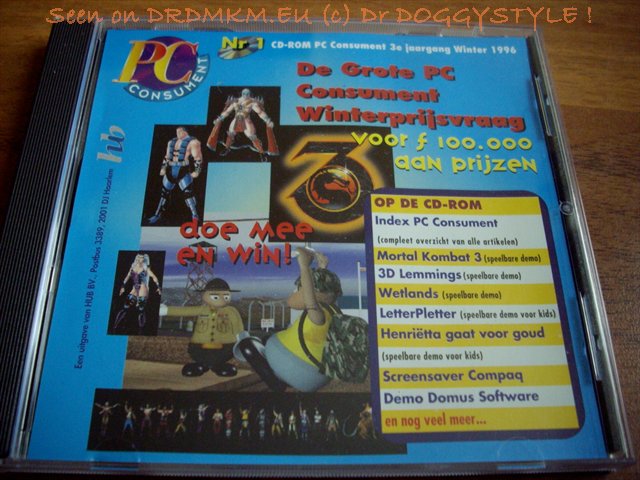 Seen on DRDMKM.EU (c) Dr DOGGYSTYLE !
PC
CONSUMENT
Nr 1 CD-ROM PC Consument 3e jaargang Winter 1996
De Grote PC
Consument
Winterprijsvraag
voor f 100.000
aan prijzen
hb
3
doe mee
en win!
Een uitgave van HUB BV., Postbus 3389, 2001 DJ Haarlem
OP DE CD-ROM
Index PC Consument
(compleet overzicht van alle artikelen)
Mortal Kombat 3 (speelbare demo)
3D Lemmings (speelbare demo)
Wetlands (speelbare demo)
LetterPletter (speelbare demo voor kids)
Henriëtta gaat voor goud
(speelbare demo voor kids)
Screensaver Compaq
Demo Domus Software
en nog veel meer...